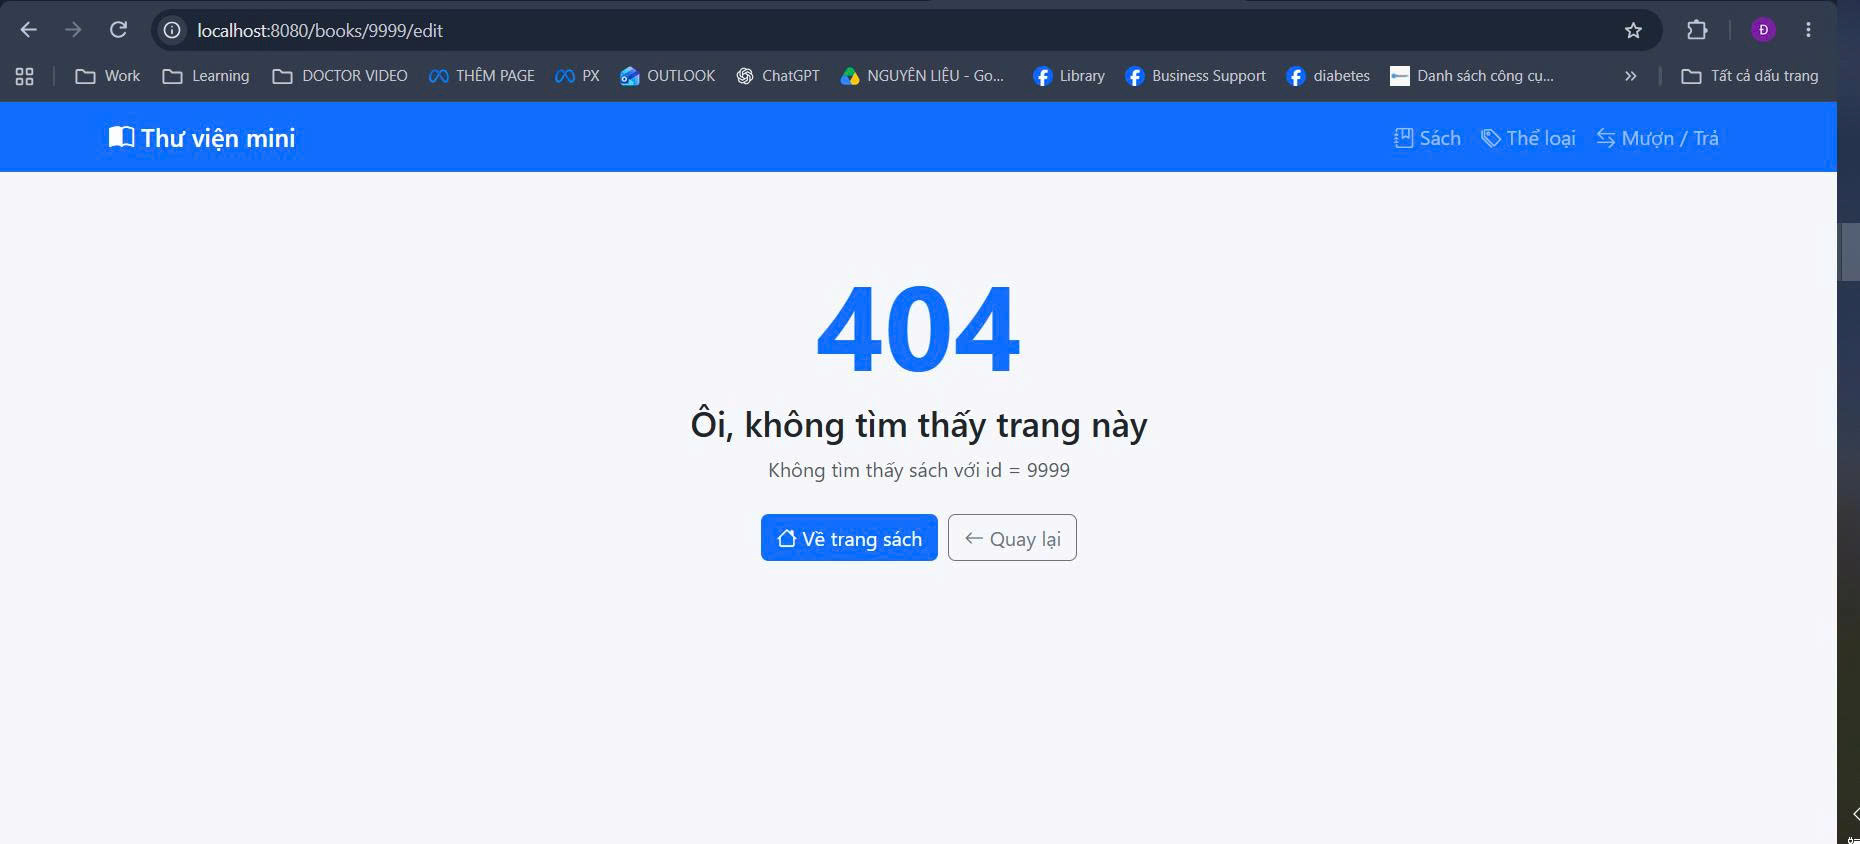 localhost:8080/books/9999/edit
Đ
Work Learning DOCTOR VIDEO THÊM PAGE PX OUTLOOK ChatGPT NGUYÊN LIỆU - Go... Library Business Support diabetes Danh sách công cụ... » Tất cả dấu trang
Thư viện mini Sách Thể loại Mượn / Trả
404
Ôi, không tìm thấy trang này
Không tìm thấy sách với id = 9999
Về trang sách Quay lại